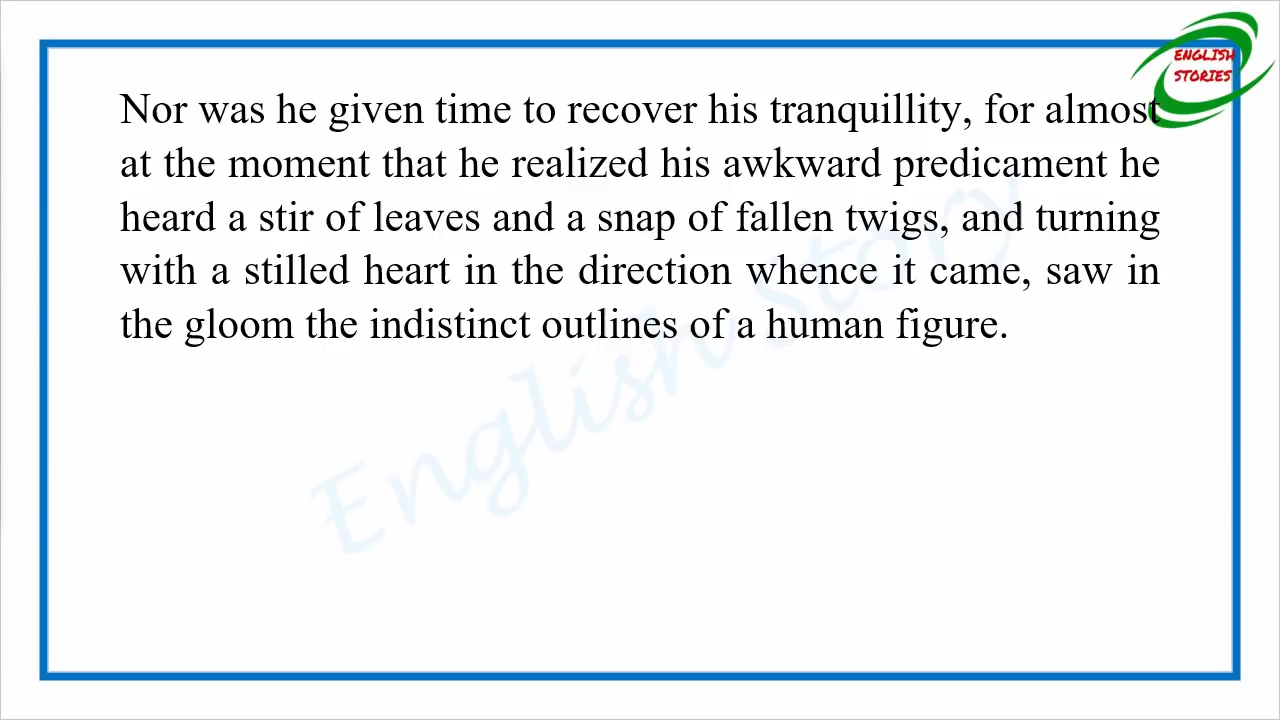 ENGLISH
STORIES
Nor was he given time to recover his tranquillity, for almost
at the moment that he realized his awkward predicament he
heard a stir of leaves and a snap of fallen twigs, and turning
with a stilled heart in the direction whence it came, saw in
the gloom the indistinct outlines of a human figure.
English Story